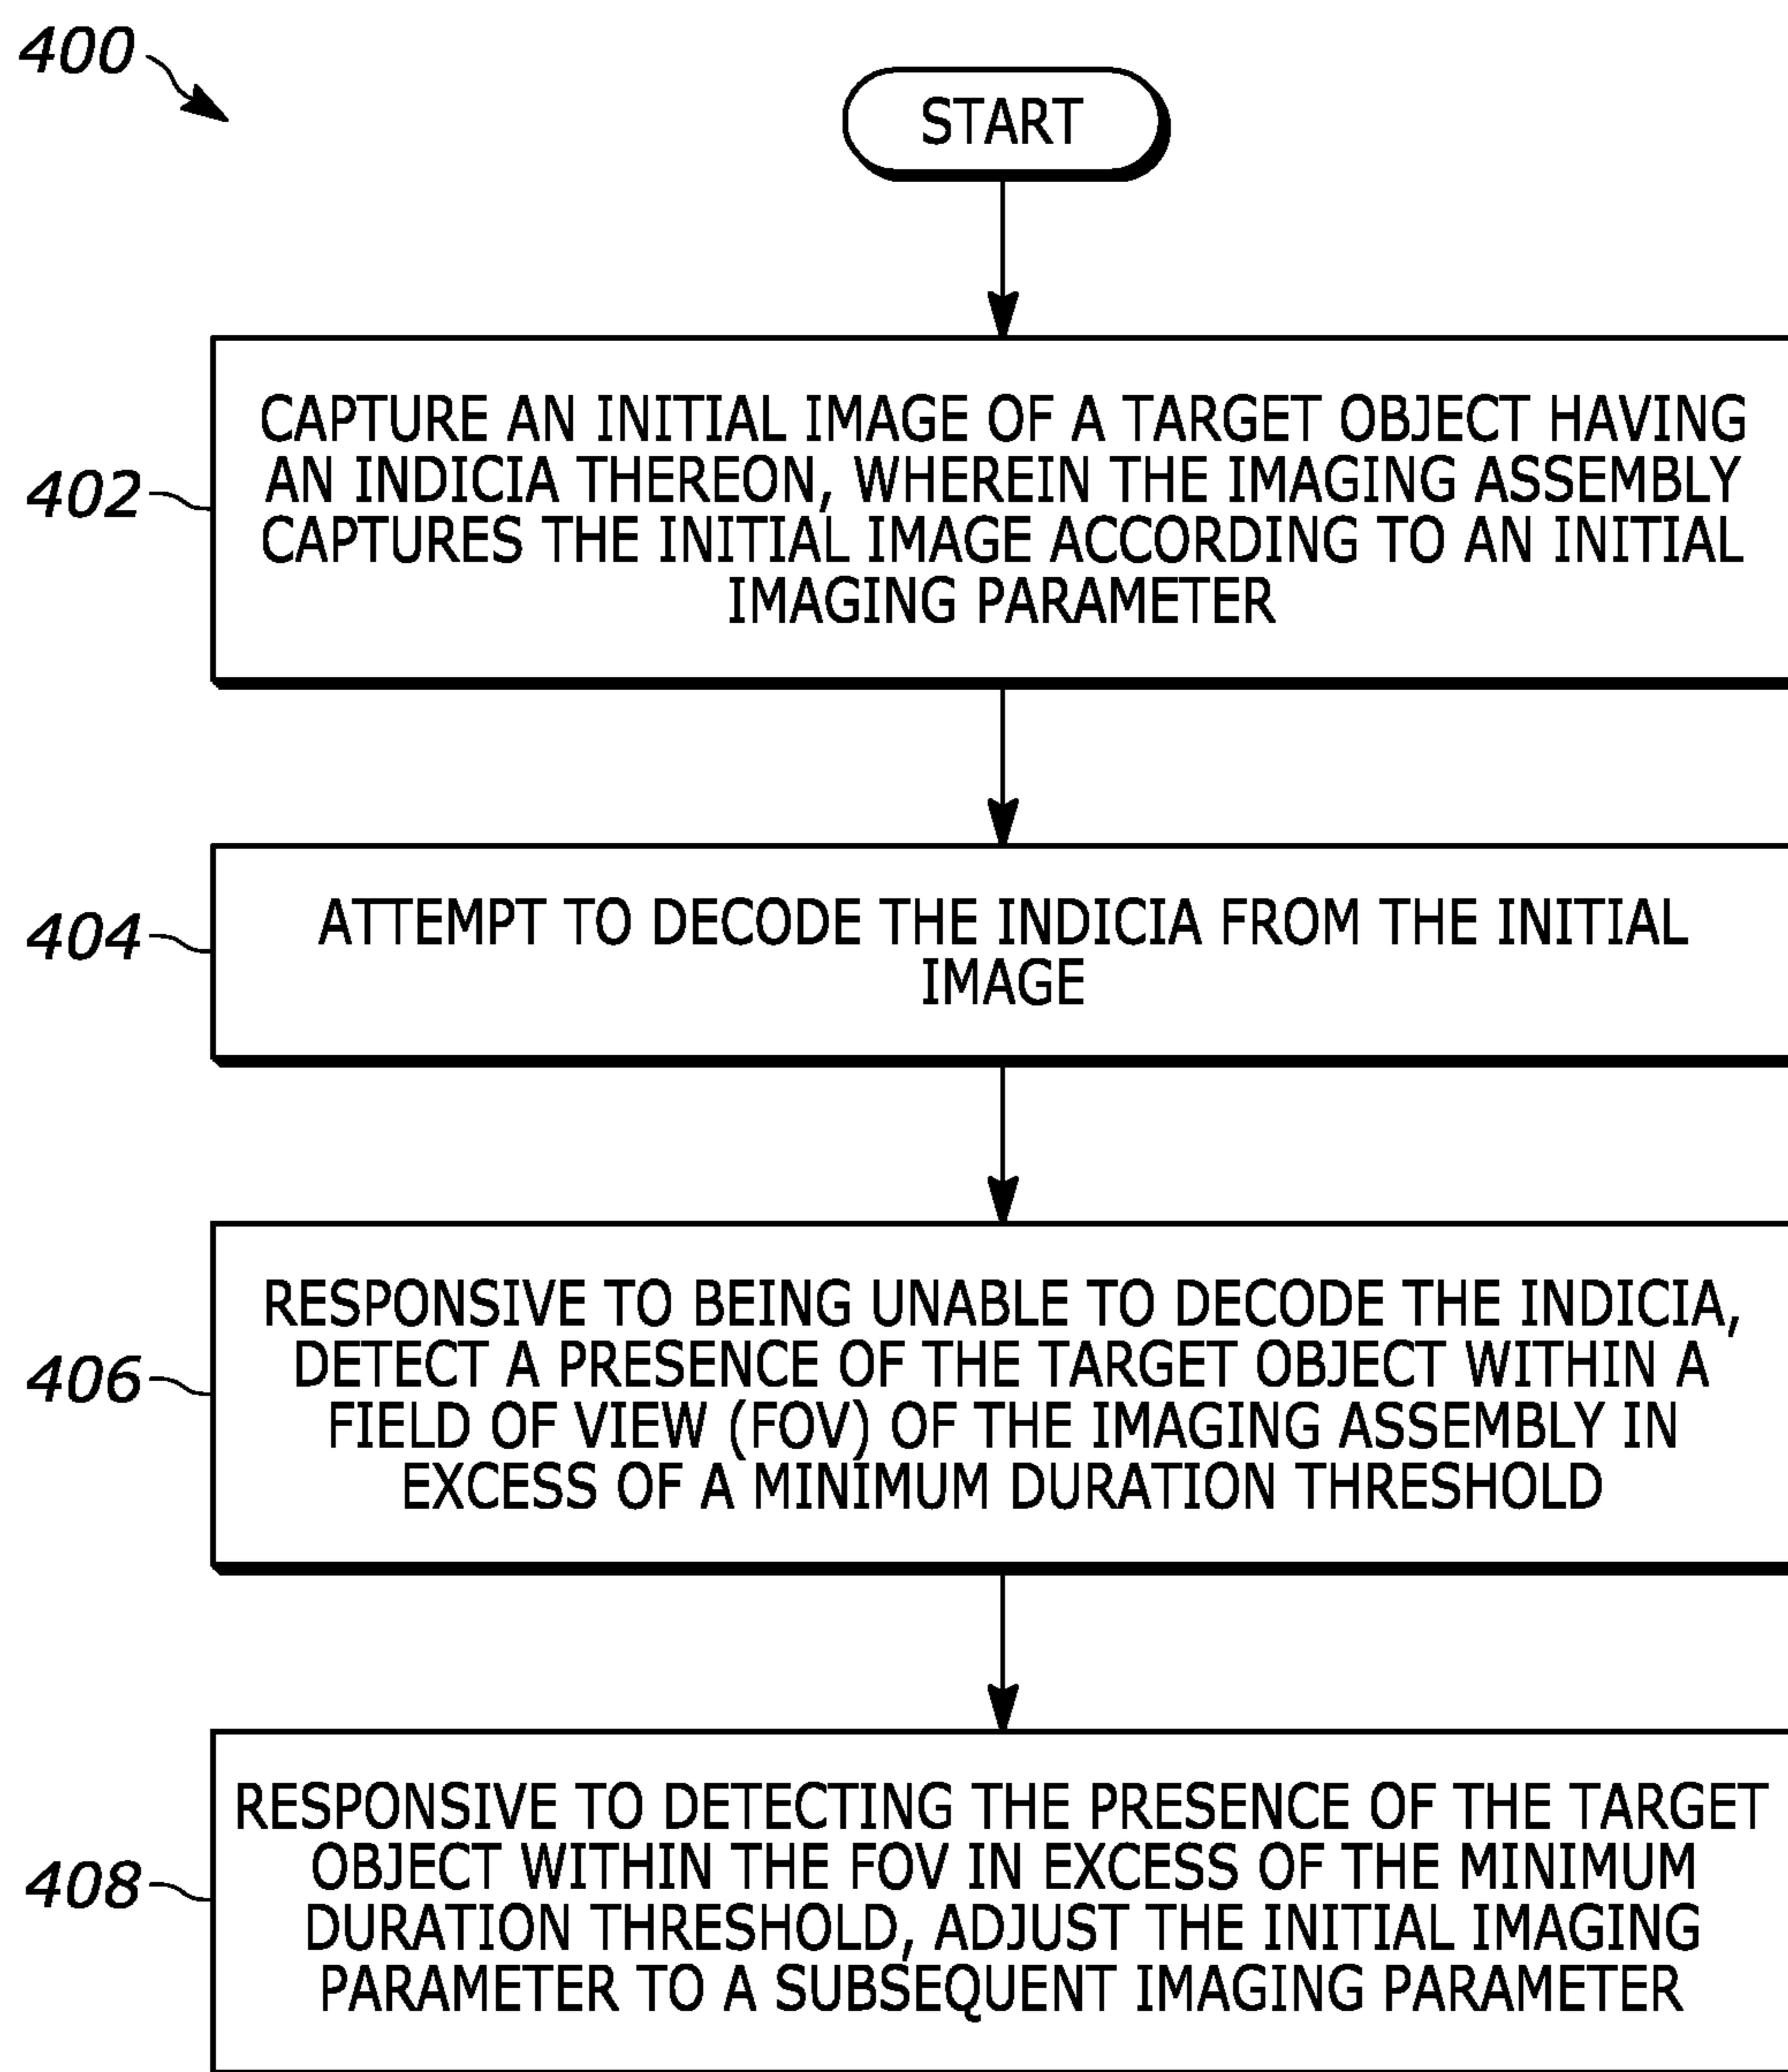 400
START
402
CAPTURE AN INITIAL IMAGE OF A TARGET OBJECT HAVING
AN INDICIA THEREON, WHEREIN THE IMAGING ASSEMBLY
CAPTURES THE INITIAL IMAGE ACCORDING TO AN INITIAL
IMAGING PARAMETER
404
ATTEMPT TO DECODE THE INDICIA FROM THE INITIAL
IMAGE
406
RESPONSIVE TO BEING UNABLE TO DECODE THE INDICIA,
DETECT A PRESENCE OF THE TARGET OBJECT WITHIN A
FIELD OF VIEW (FOV) OF THE IMAGING ASSEMBLY IN
EXCESS OF A MINIMUM DURATION THRESHOLD
408
RESPONSIVE TO DETECTING THE PRESENCE OF THE TARGET
OBJECT WITHIN THE FOV IN EXCESS OF THE MINIMUM
DURATION THRESHOLD, ADJUST THE INITIAL IMAGING
PARAMETER TO A SUBSEQUENT IMAGING PARAMETER